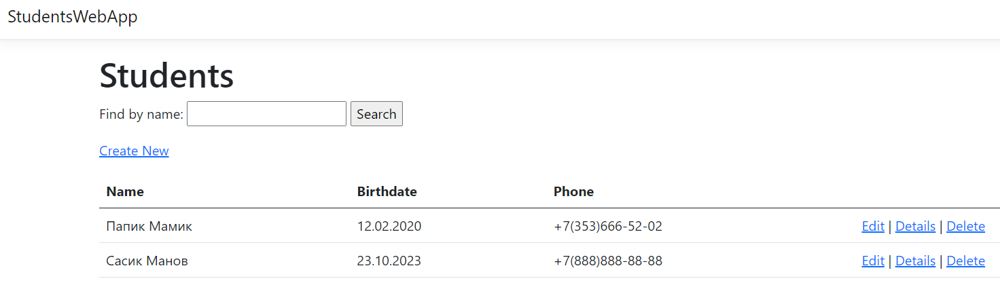 StudentsWebApp
Students
Find by name: Search
Create New
Name Birthdate Phone
Папик Мамик 12.02.2020 +7(353)666-52-02 Edit | Details | Delete
Сасик Манов 23.10.2023 +7(888)888-88-88 Edit | Details | Delete